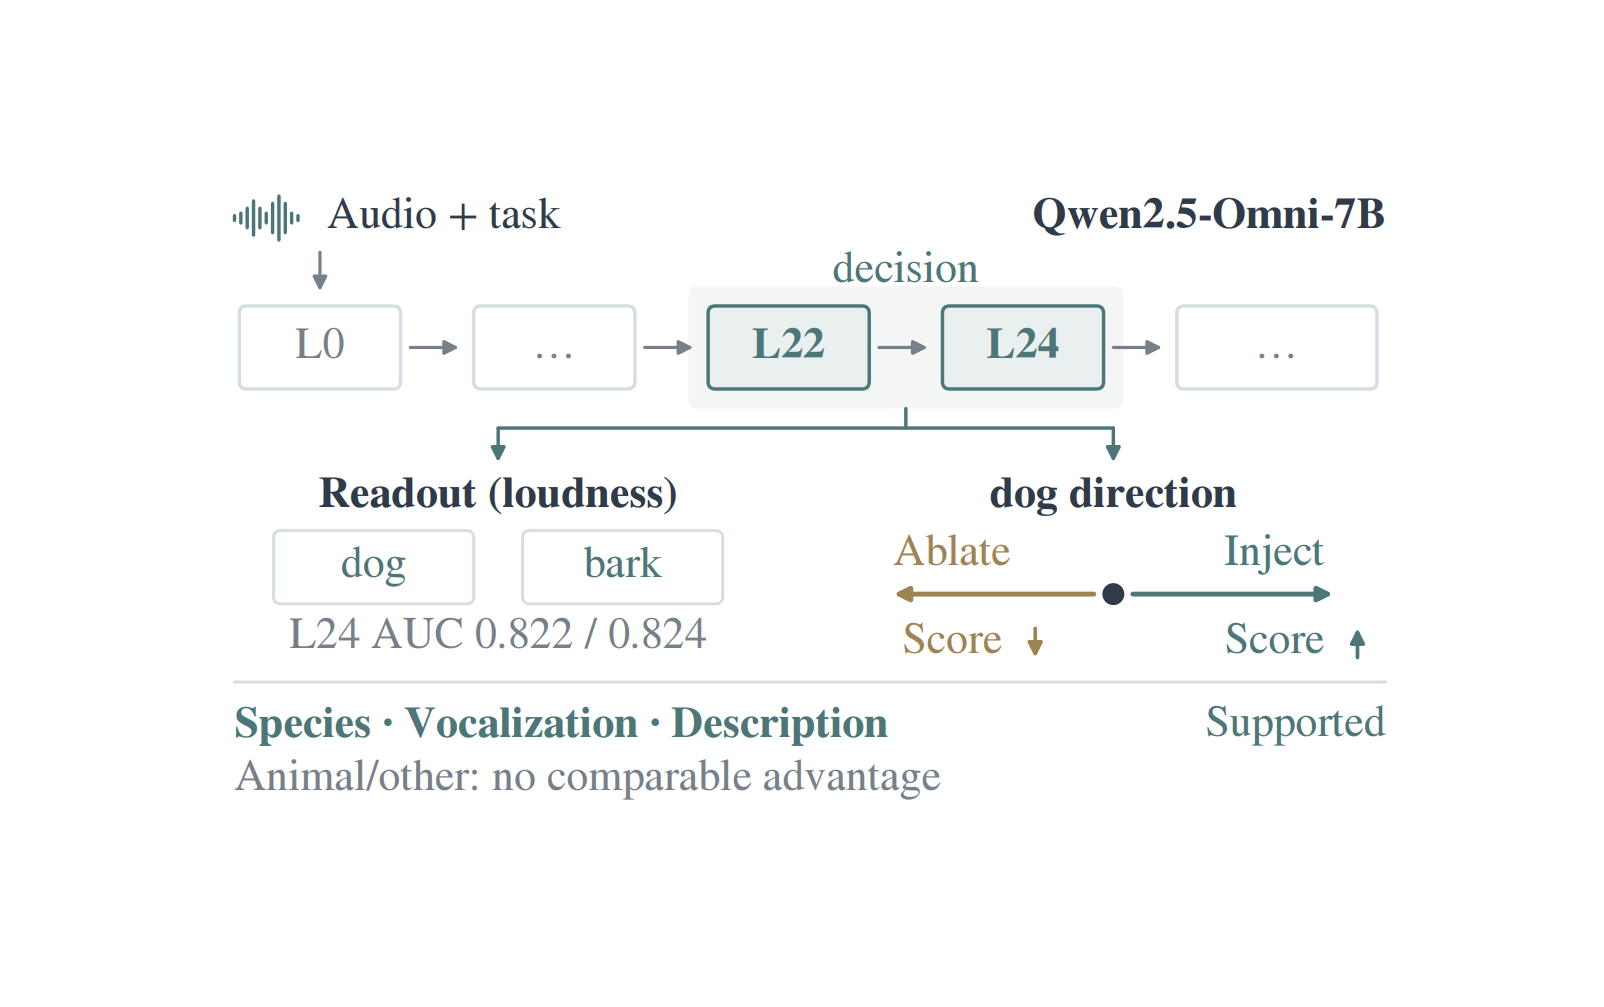 Audio + task
Qwen2.5-Omni-7B
decision
L0
…
L22
L24
…
Readout (loudness)
dog
bark
L24 AUC 0.822 / 0.824
dog direction
Ablate
Inject
Score
Score
Species · Vocalization · Description
Supported
Animal/other: no comparable advantage